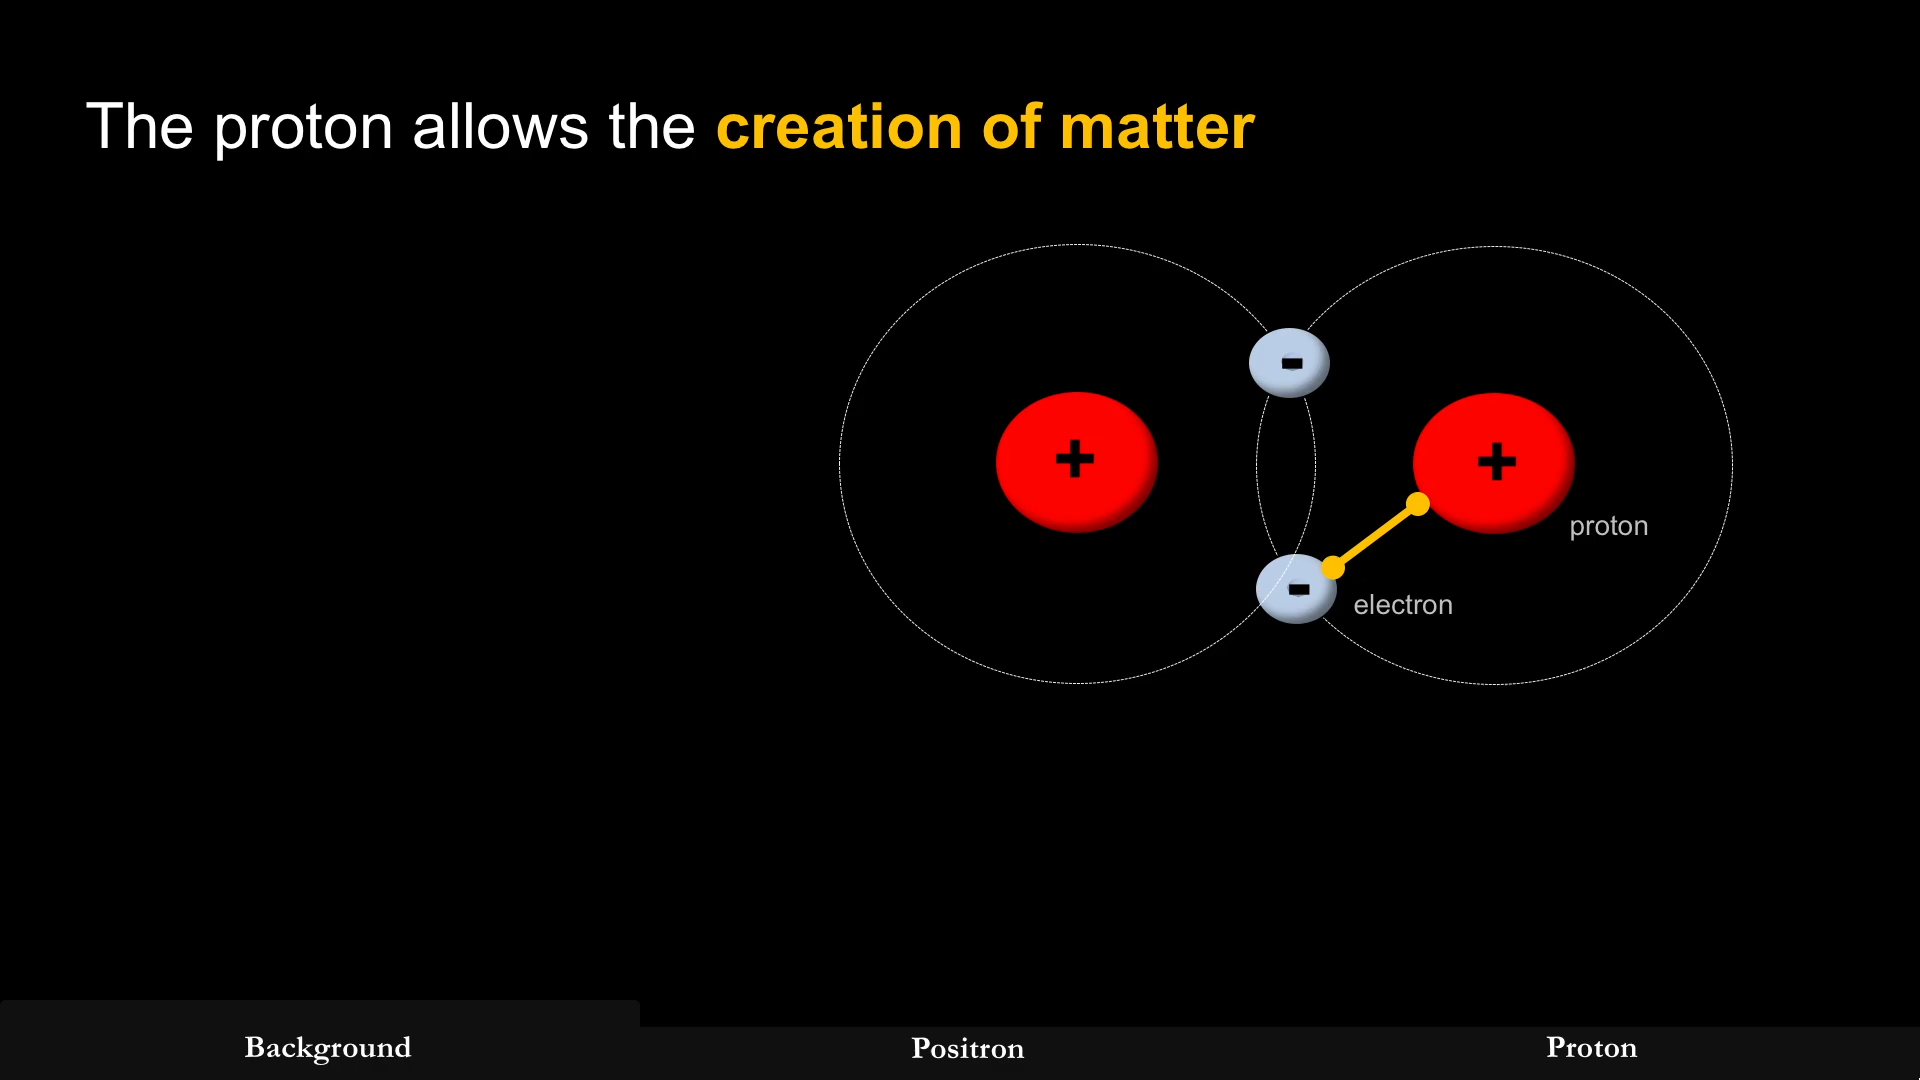 The proton allows the creation of matter
-
+
+
proton
-
electron
Background
Positron
Proton